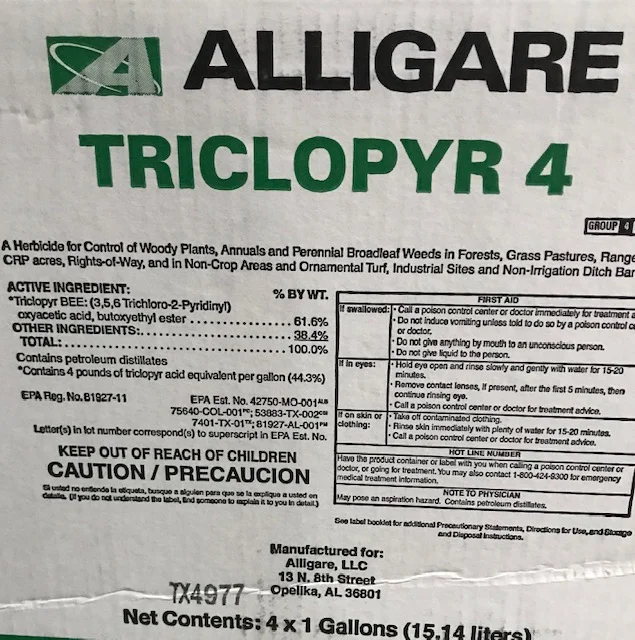 ALLIGARE
TRICLOPYR 4
GROUP 4
A Herbicide for Control of Woody Plants, Annuals and Perennial Broadleaf Weeds in Forests, Grass Pastures, Range
CRP acres, Rights-of-Way, and in Non-Crop Areas and Ornamental Turf, Industrial Sites and Non-Irrigation Ditch Ban
ACTIVE INGREDIENT: % BY WT.
*Triclopyr BEE: (3,5,6 Trichloro-2-Pyridinyl)
oxyacetic acid, butoxyethyl ester .................... 61.6%
OTHER INGREDIENTS:.................... 38.4%
TOTAL:.................... 100.0%
Contains petroleum distillates
*Contains 4 pounds of triclopyr acid equivalent per gallon (44.3%)
EPA Reg. No.81927-11 EPA Est. No. 42750-MO-001
75640-COL-001; 53883-TX-002
7401-TX-01; 81927-AL-001
Letter(s) in lot number correspond(s) to superscript in EPA Est. No.
KEEP OUT OF REACH OF CHILDREN
CAUTION / PRECAUCION
Si usted no entiende la etiqueta, busque a alguien para que se la explique a usted en
detalle. (If you do not understand the label, find someone to explain it to you in detail.)
FIRST AID
If swallowed: • Call a poison control center or doctor immediately for treatment a
• Do not induce vomiting unless told to do so by a poison control c
or doctor.
• Do not give anything by mouth to an unconscious person.
• Do not give liquid to the person.
If in eyes: • Hold eye open and rinse slowly and gently with water for 15-20
minutes.
• Remove contact lenses, if present, after the first 5 minutes, then
continue rinsing eye.
• Call a poison control center or doctor for treatment advice.
If on skin or
clothing: • Take off contaminated clothing.
• Rinse skin immediately with plenty of water for 15-20 minutes.
• Call a poison control center or doctor for treatment advice.
HOT LINE NUMBER
Have the product container or label with you when calling a poison control center or
doctor, or going for treatment. You may also contact 1-800-424-9300 for emergency
medical treatment information.
NOTE TO PHYSICIAN
May pose an aspiration hazard. Contains petroleum distillates.
See label booklet for additional Precautionary Statements, Directions for Use, and Storage
and Disposal Instructions.
Manufactured for:
Alligare, LLC
13 N. 8th Street
Opelika, AL 36801
TX4977
Net Contents: 4 x 1 Gallons (15.14 liters)